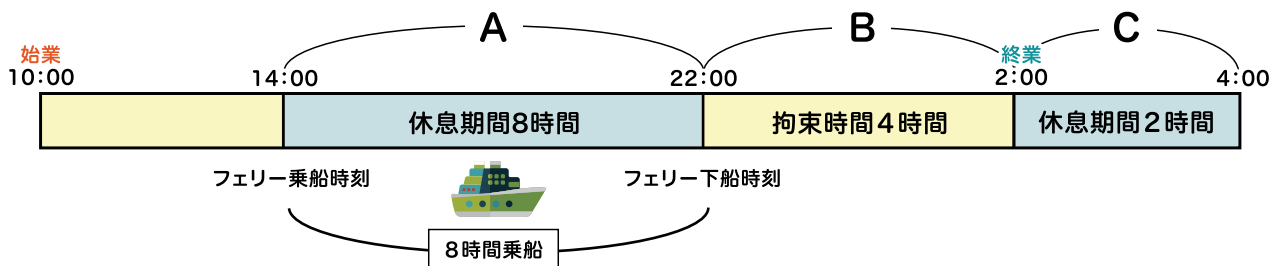 A
B
C
始業
終業
10:00
14:00
22:00
2:00
4:00
休息期間8時間
拘束時間4時間
休息期間2時間
フェリー乗船時刻
フェリー下船時刻
8時間乗船